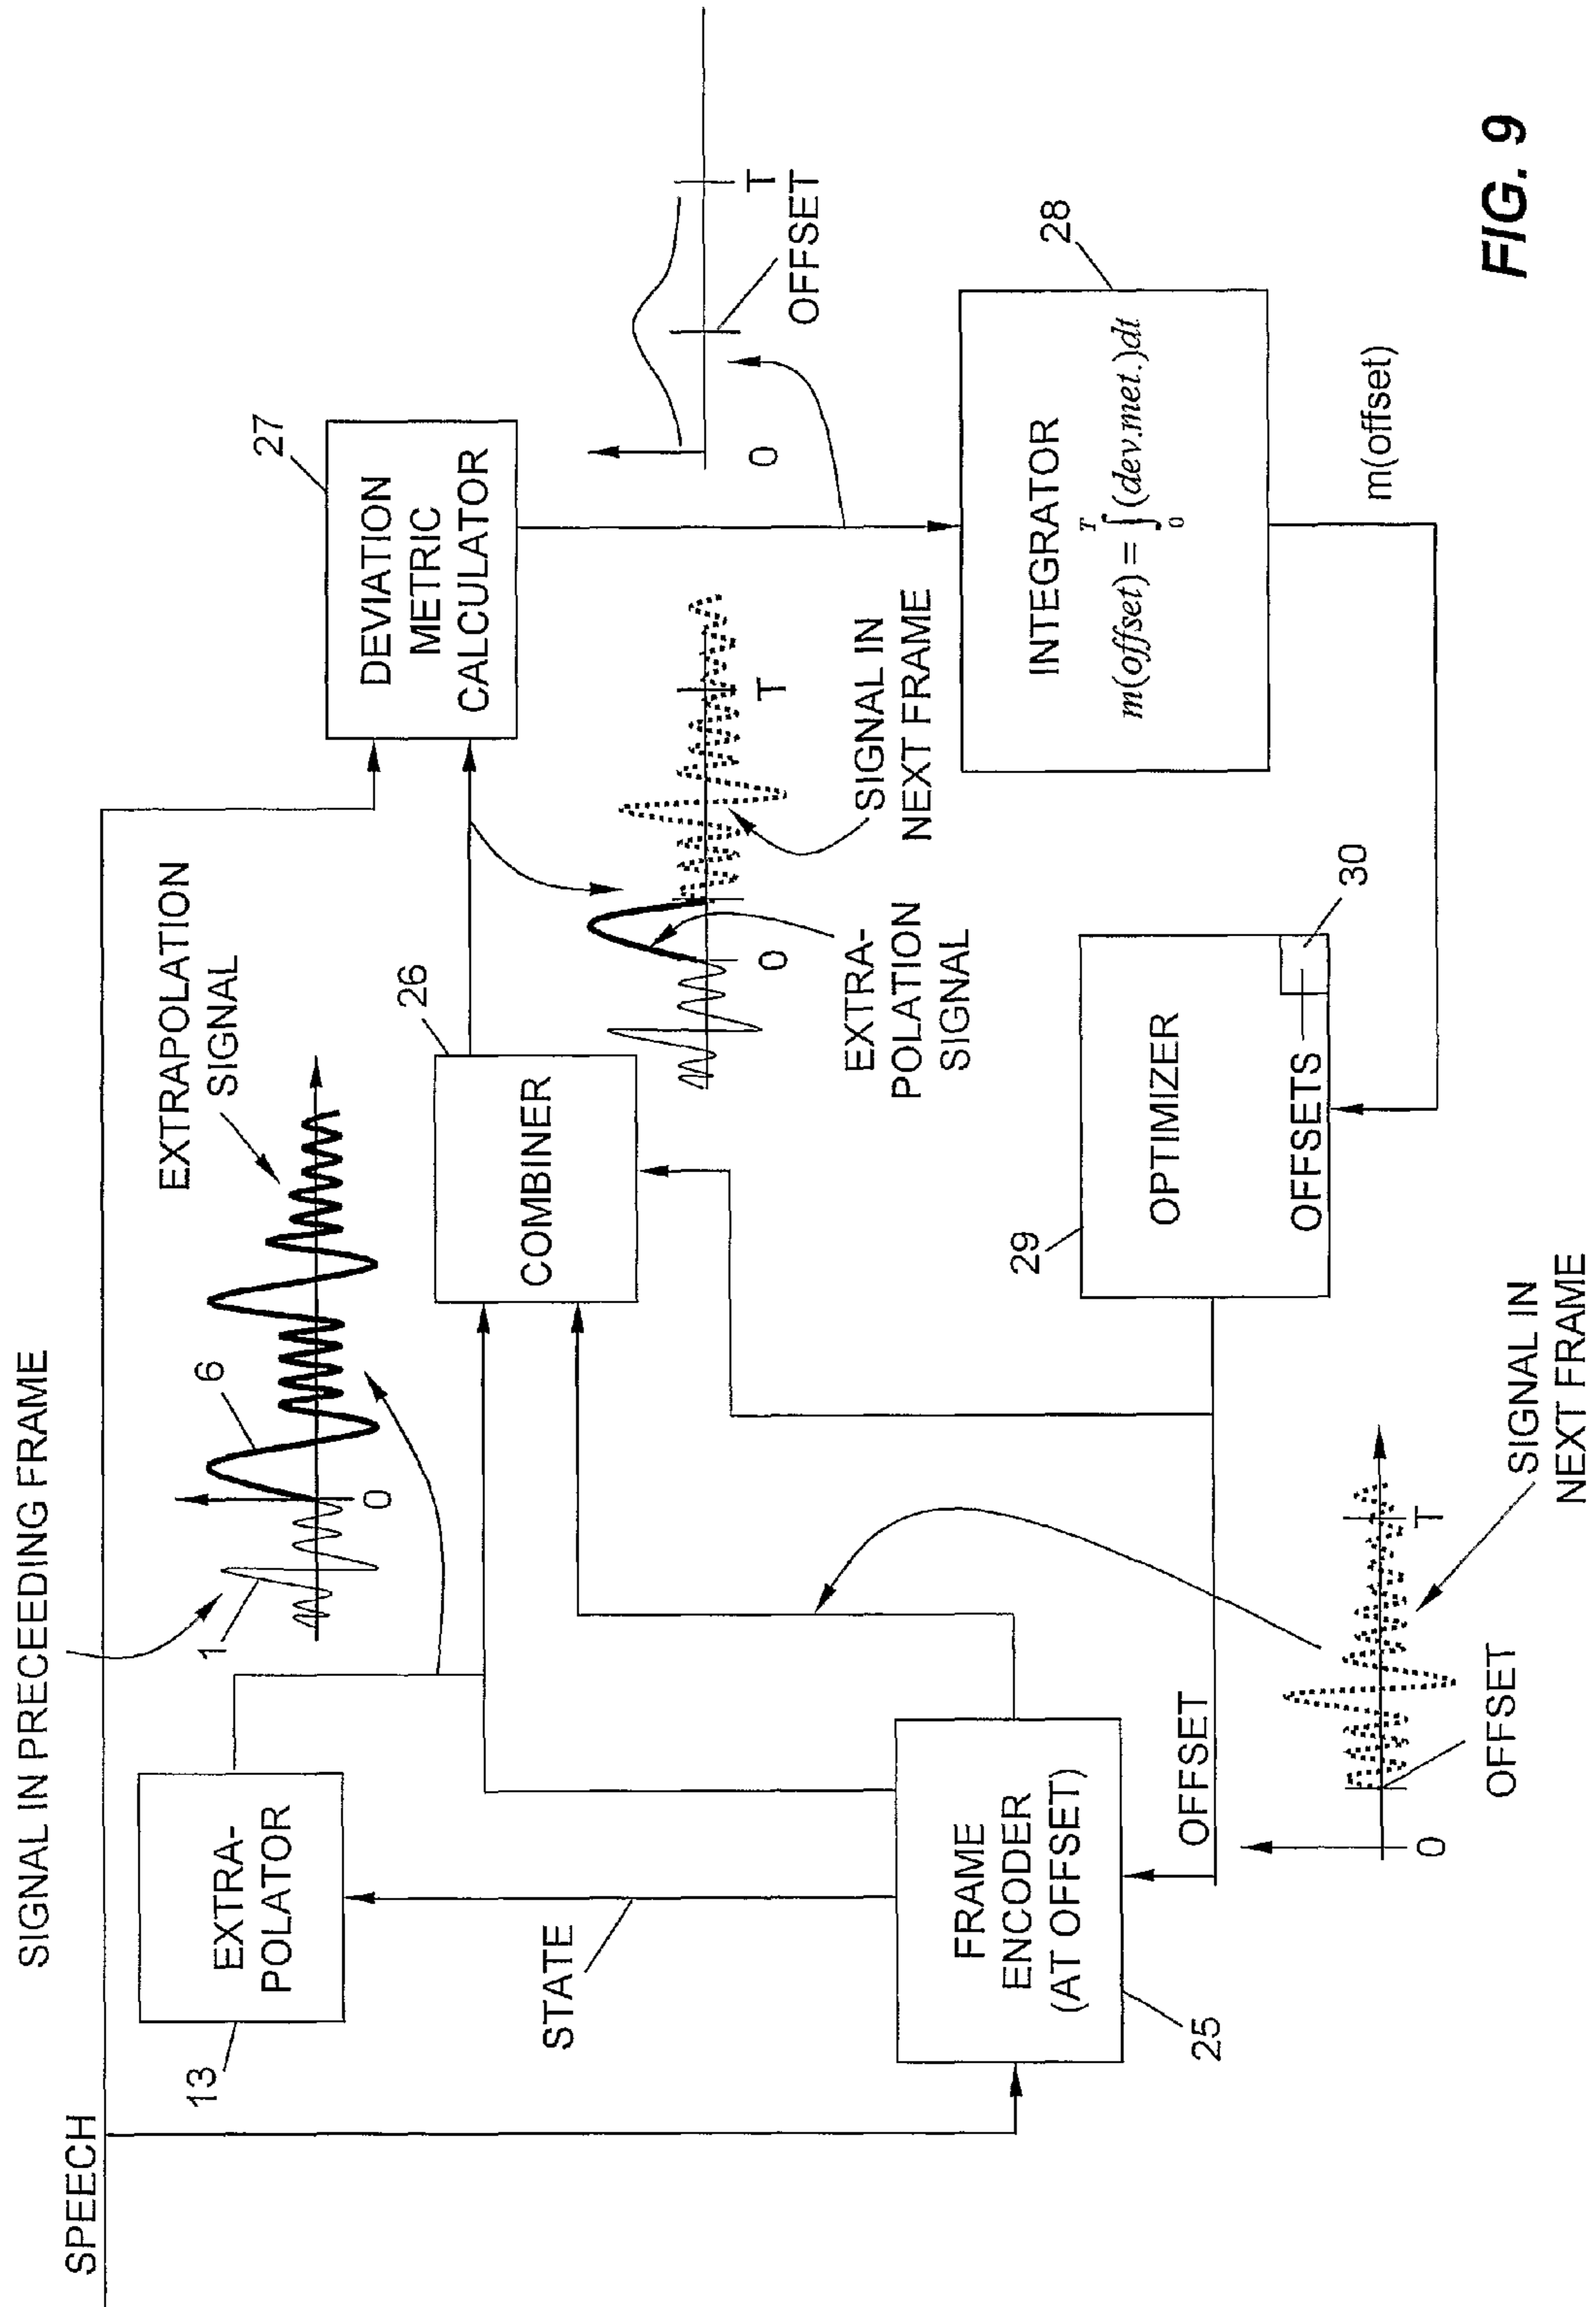 SPEECH
SIGNAL IN PRECEEDING FRAME
13
EXTRA-
POLATOR
1
6
0
EXTRAPOLATION
SIGNAL
STATE
26
COMBINER
27
DEVIATION
METRIC
CALCULATOR
0
T
OFFSET
EXTRA-
POLATION
SIGNAL
0
T
SIGNAL IN
NEXT FRAME
FRAME
ENCODER
(AT OFFSET)
25
OFFSET
29
OPTIMIZER
OFFSETS
30
28
INTEGRATOR
m(offset) = ∫₀ᵀ (dev.met.)dt
m(offset)
0
OFFSET
T
SIGNAL IN
NEXT FRAME
FIG. 9